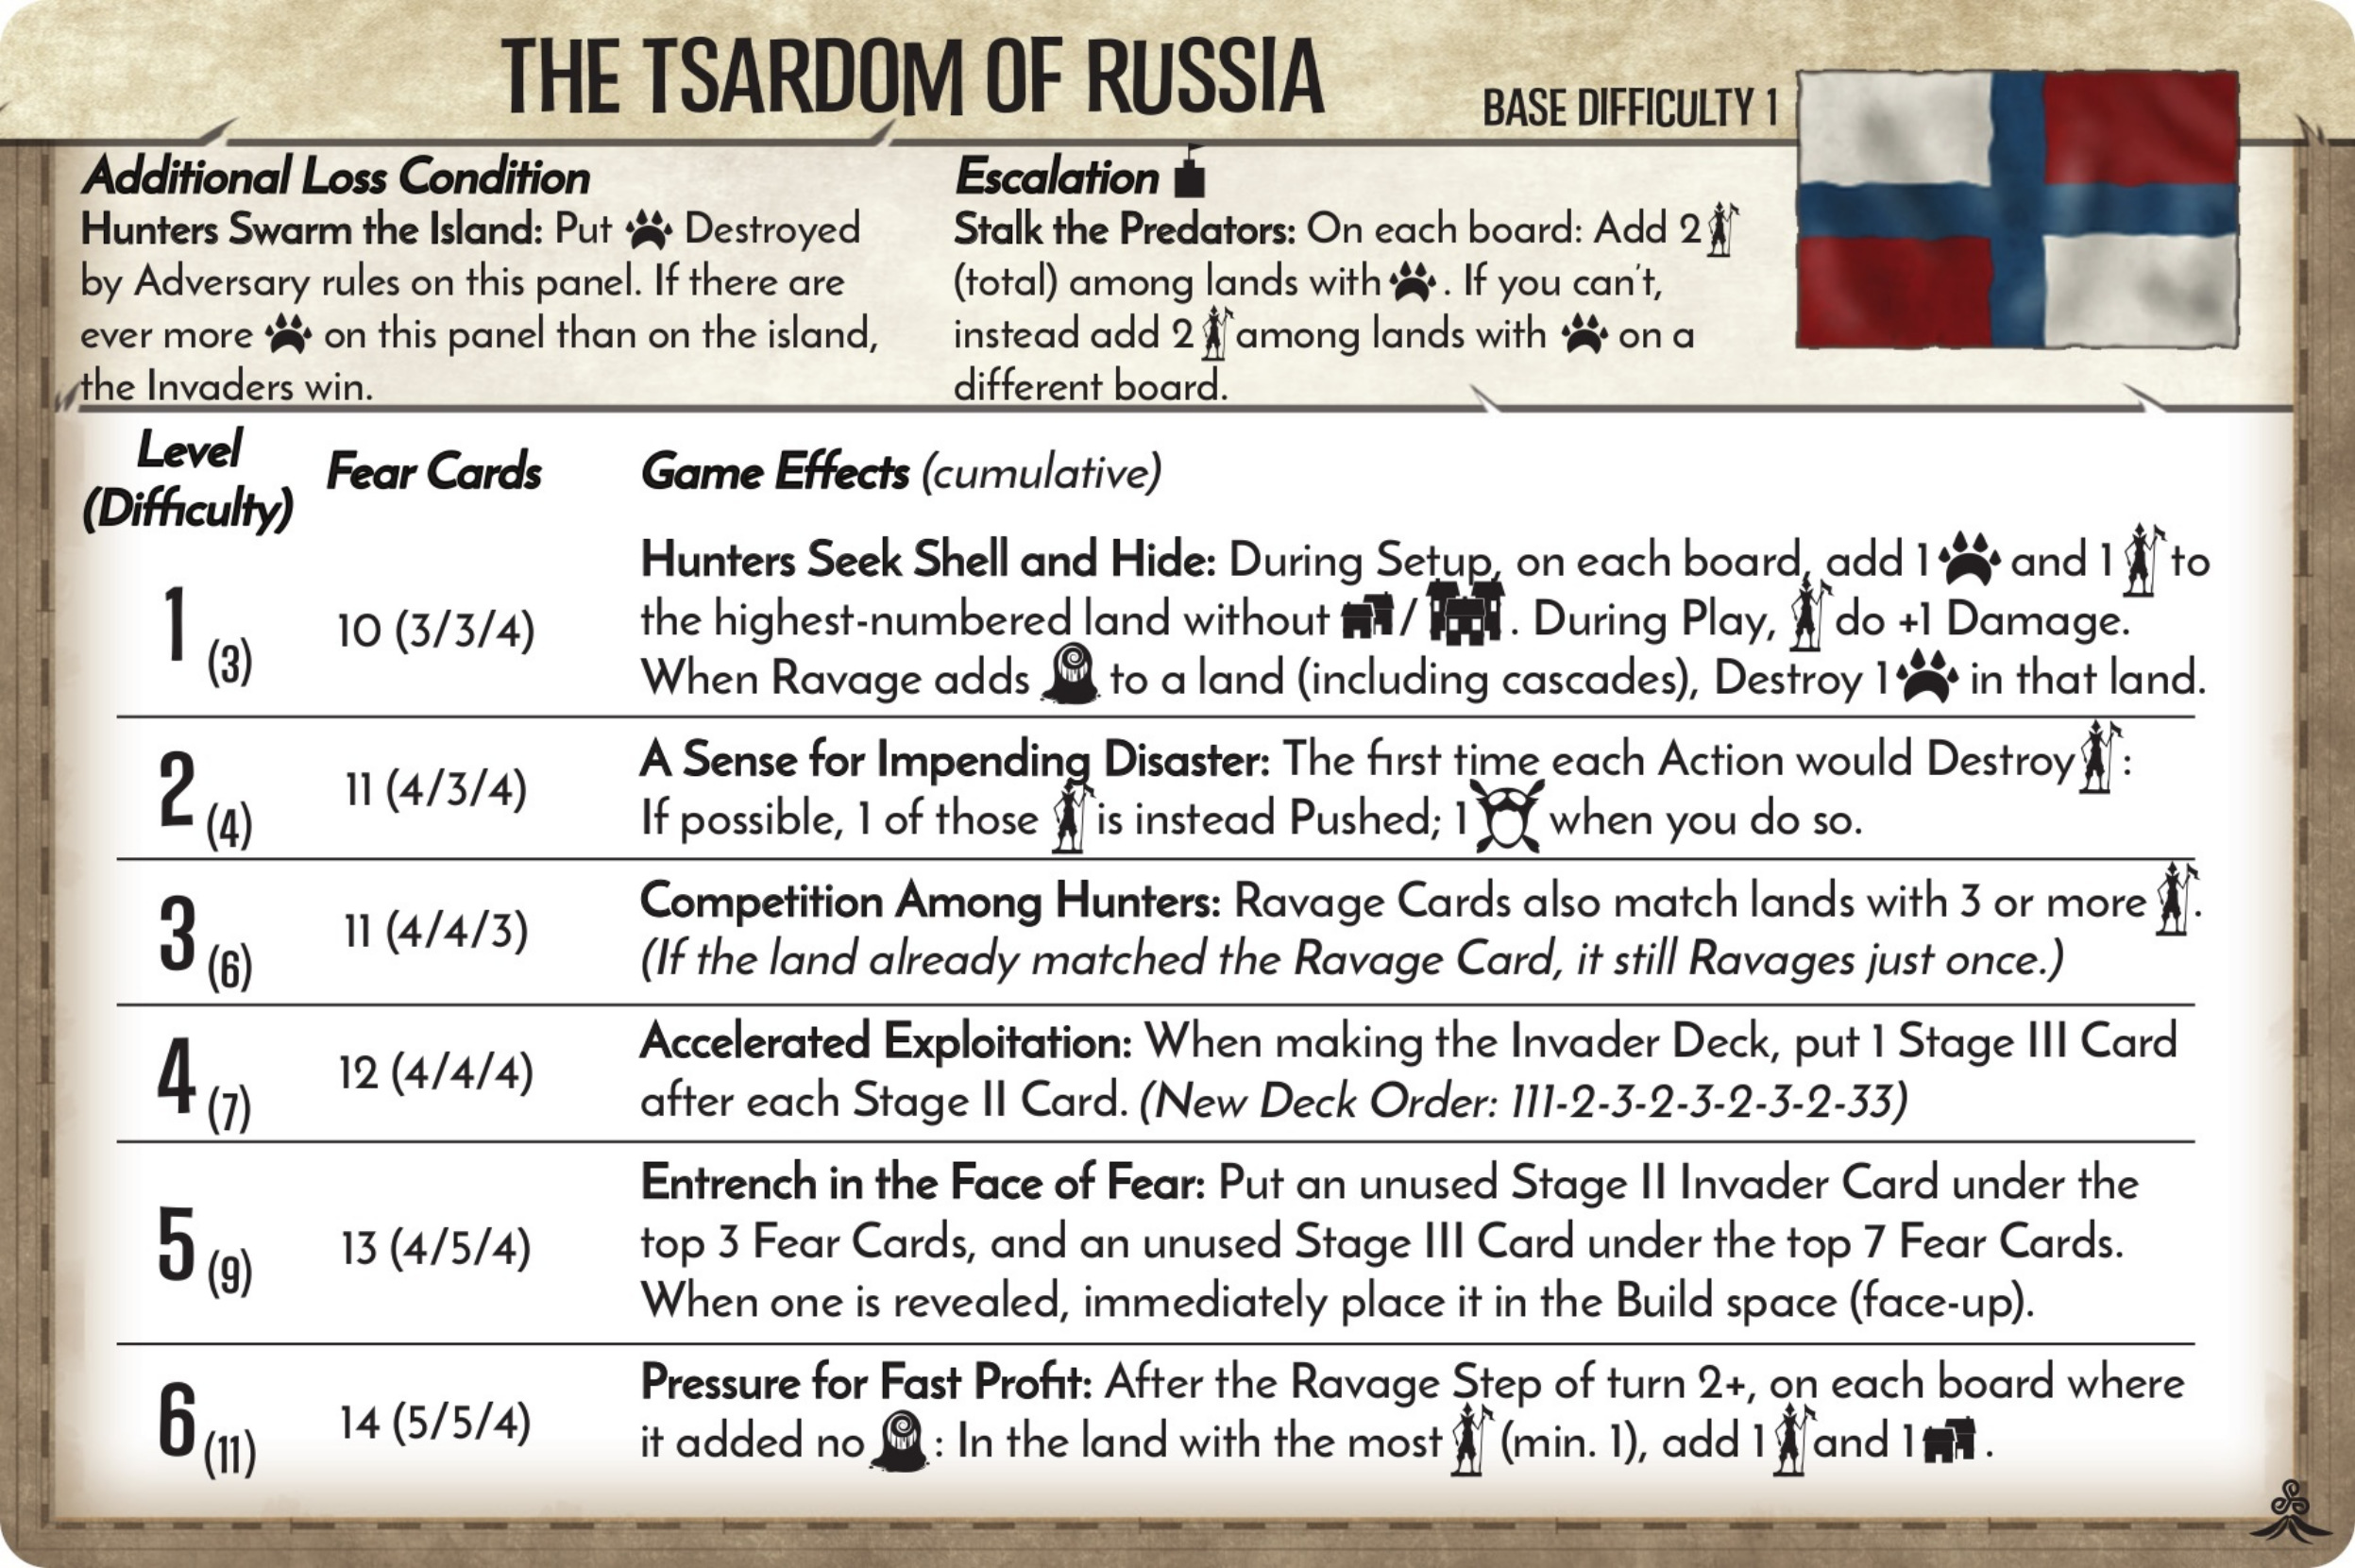 THE TSARDOM OF RUSSIA
BASE DIFFICULTY 1
Additional Loss Condition
Hunters Swarm the Island: Put Destroyed
by Adversary rules on this panel. If there are
ever more on this panel than on the island,
the Invaders win.
Escalation
Stalk the Predators: On each board: Add 2
(total) among lands with . If you can't,
instead add 2 among lands with on a
different board.
Level
(Difficulty)
Fear Cards
Game Effects (cumulative)
1 (3)
10 (3/3/4)
Hunters Seek Shell and Hide: During Setup, on each board, add 1 and 1 to
the highest-numbered land without / . During Play, do +1 Damage.
When Ravage adds to a land (including cascades), Destroy 1 in that land.
2 (4)
11 (4/3/4)
A Sense for Impending Disaster: The first time each Action would Destroy :
If possible, 1 of those is instead Pushed; 1 when you do so.
3 (6)
11 (4/4/3)
Competition Among Hunters: Ravage Cards also match lands with 3 or more .
(If the land already matched the Ravage Card, it still Ravages just once.)
4 (7)
12 (4/4/4)
Accelerated Exploitation: When making the Invader Deck, put 1 Stage III Card
after each Stage II Card. (New Deck Order: 111-2-3-2-3-2-3-2-33)
5 (9)
13 (4/5/4)
Entrench in the Face of Fear: Put an unused Stage II Invader Card under the
top 3 Fear Cards, and an unused Stage III Card under the top 7 Fear Cards.
When one is revealed, immediately place it in the Build space (face-up).
6 (11)
14 (5/5/4)
Pressure for Fast Profit: After the Ravage Step of turn 2+, on each board where
it added no : In the land with the most (min. 1), add 1 and 1 .